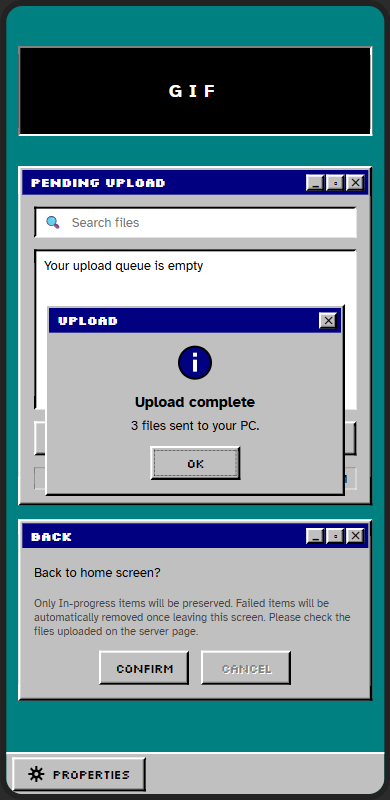 GIF
PENDING UPLOAD
Search files
Your upload queue is empty
UPLOAD
Upload complete
3 files sent to your PC.
OK
BACK
Back to home screen?
Only In-progress items will be preserved. Failed items will be
automatically removed once leaving this screen. Please check the
files uploaded on the server page.
CONFIRM
CANCEL
PROPERTIES